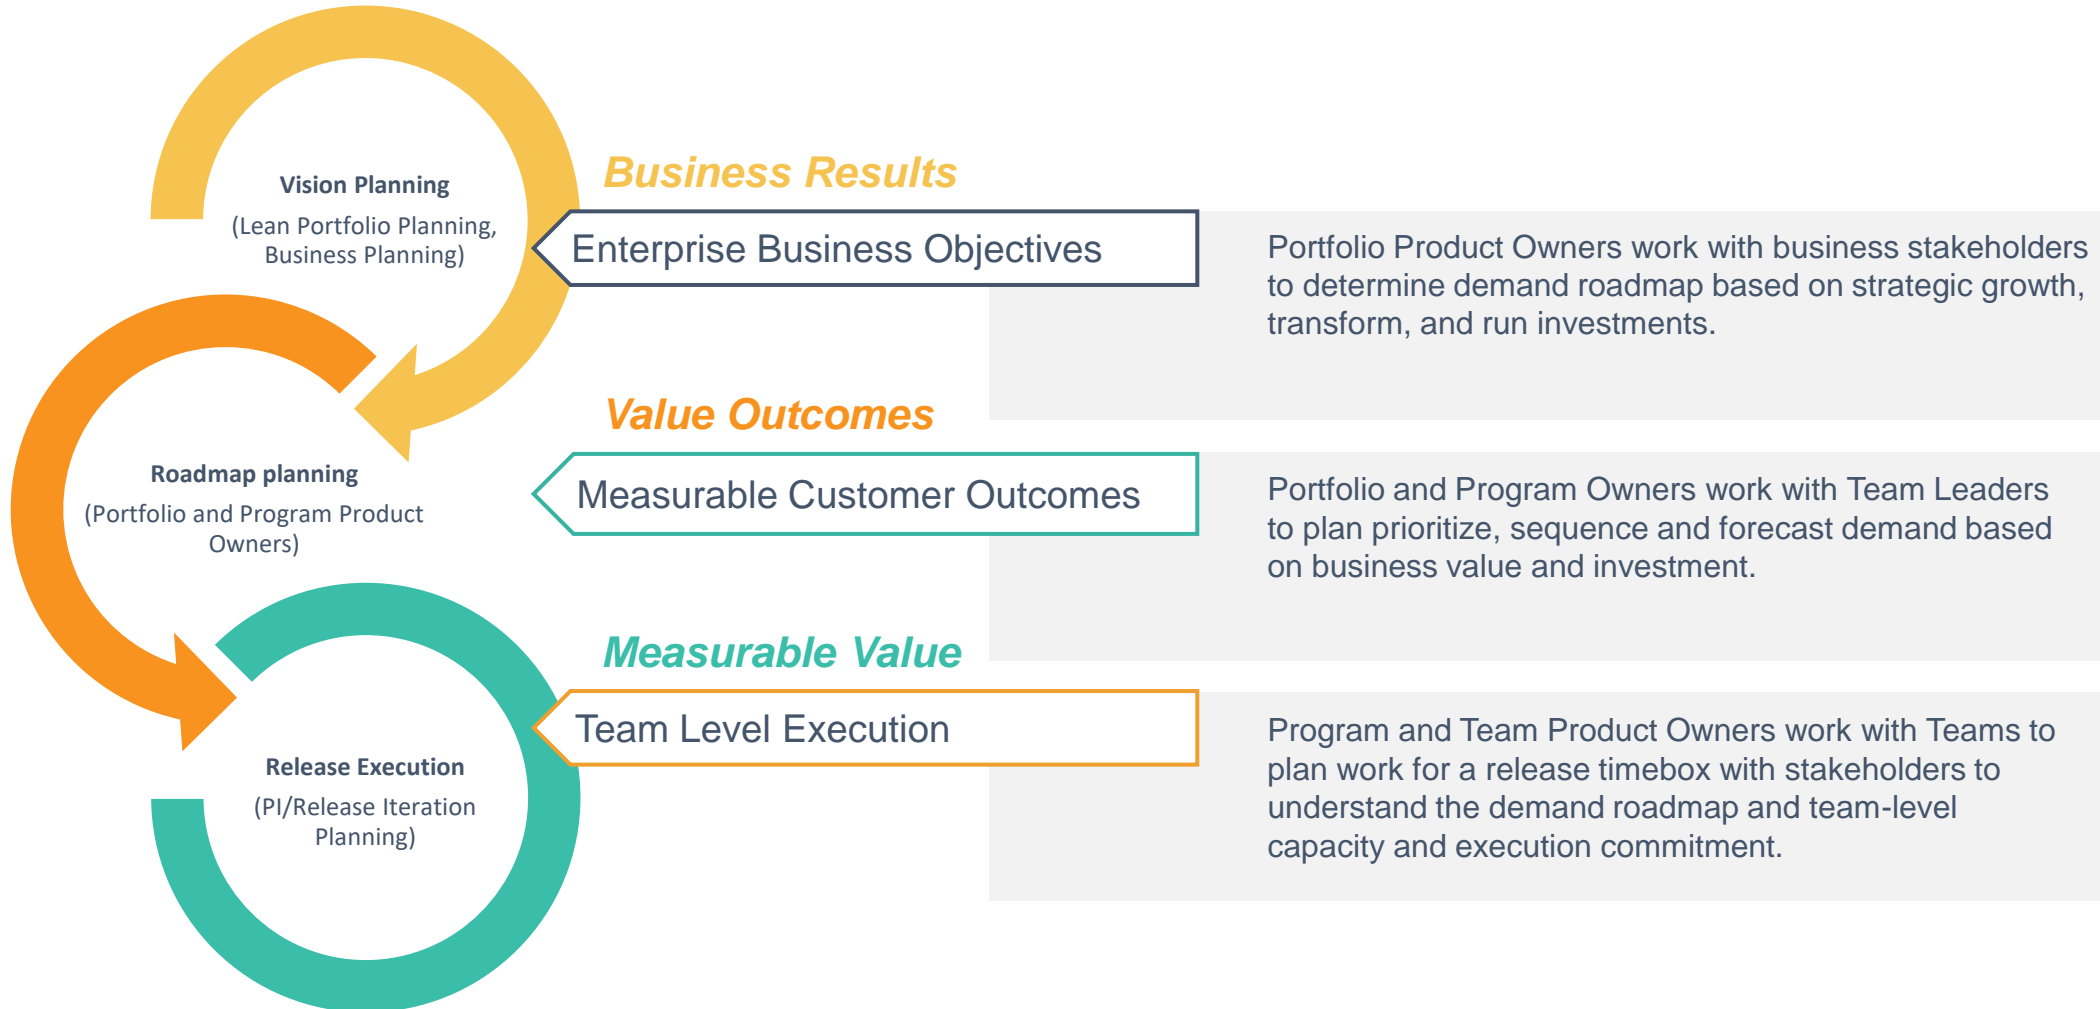 Vision Planning
(Lean Portfolio Planning,
Business Planning)
Business Results
Enterprise Business Objectives
Portfolio Product Owners work with business stakeholders
to determine demand roadmap based on strategic growth,
transform, and run investments.
Roadmap planning
(Portfolio and Program Product
Owners)
Value Outcomes
Measurable Customer Outcomes
Portfolio and Program Owners work with Team Leaders
to plan prioritize, sequence and forecast demand based
on business value and investment.
Release Execution
(PI/Release Iteration
Planning)
Measurable Value
Team Level Execution
Program and Team Product Owners work with Teams to
plan work for a release timebox with stakeholders to
understand the demand roadmap and team-level
capacity and execution commitment.